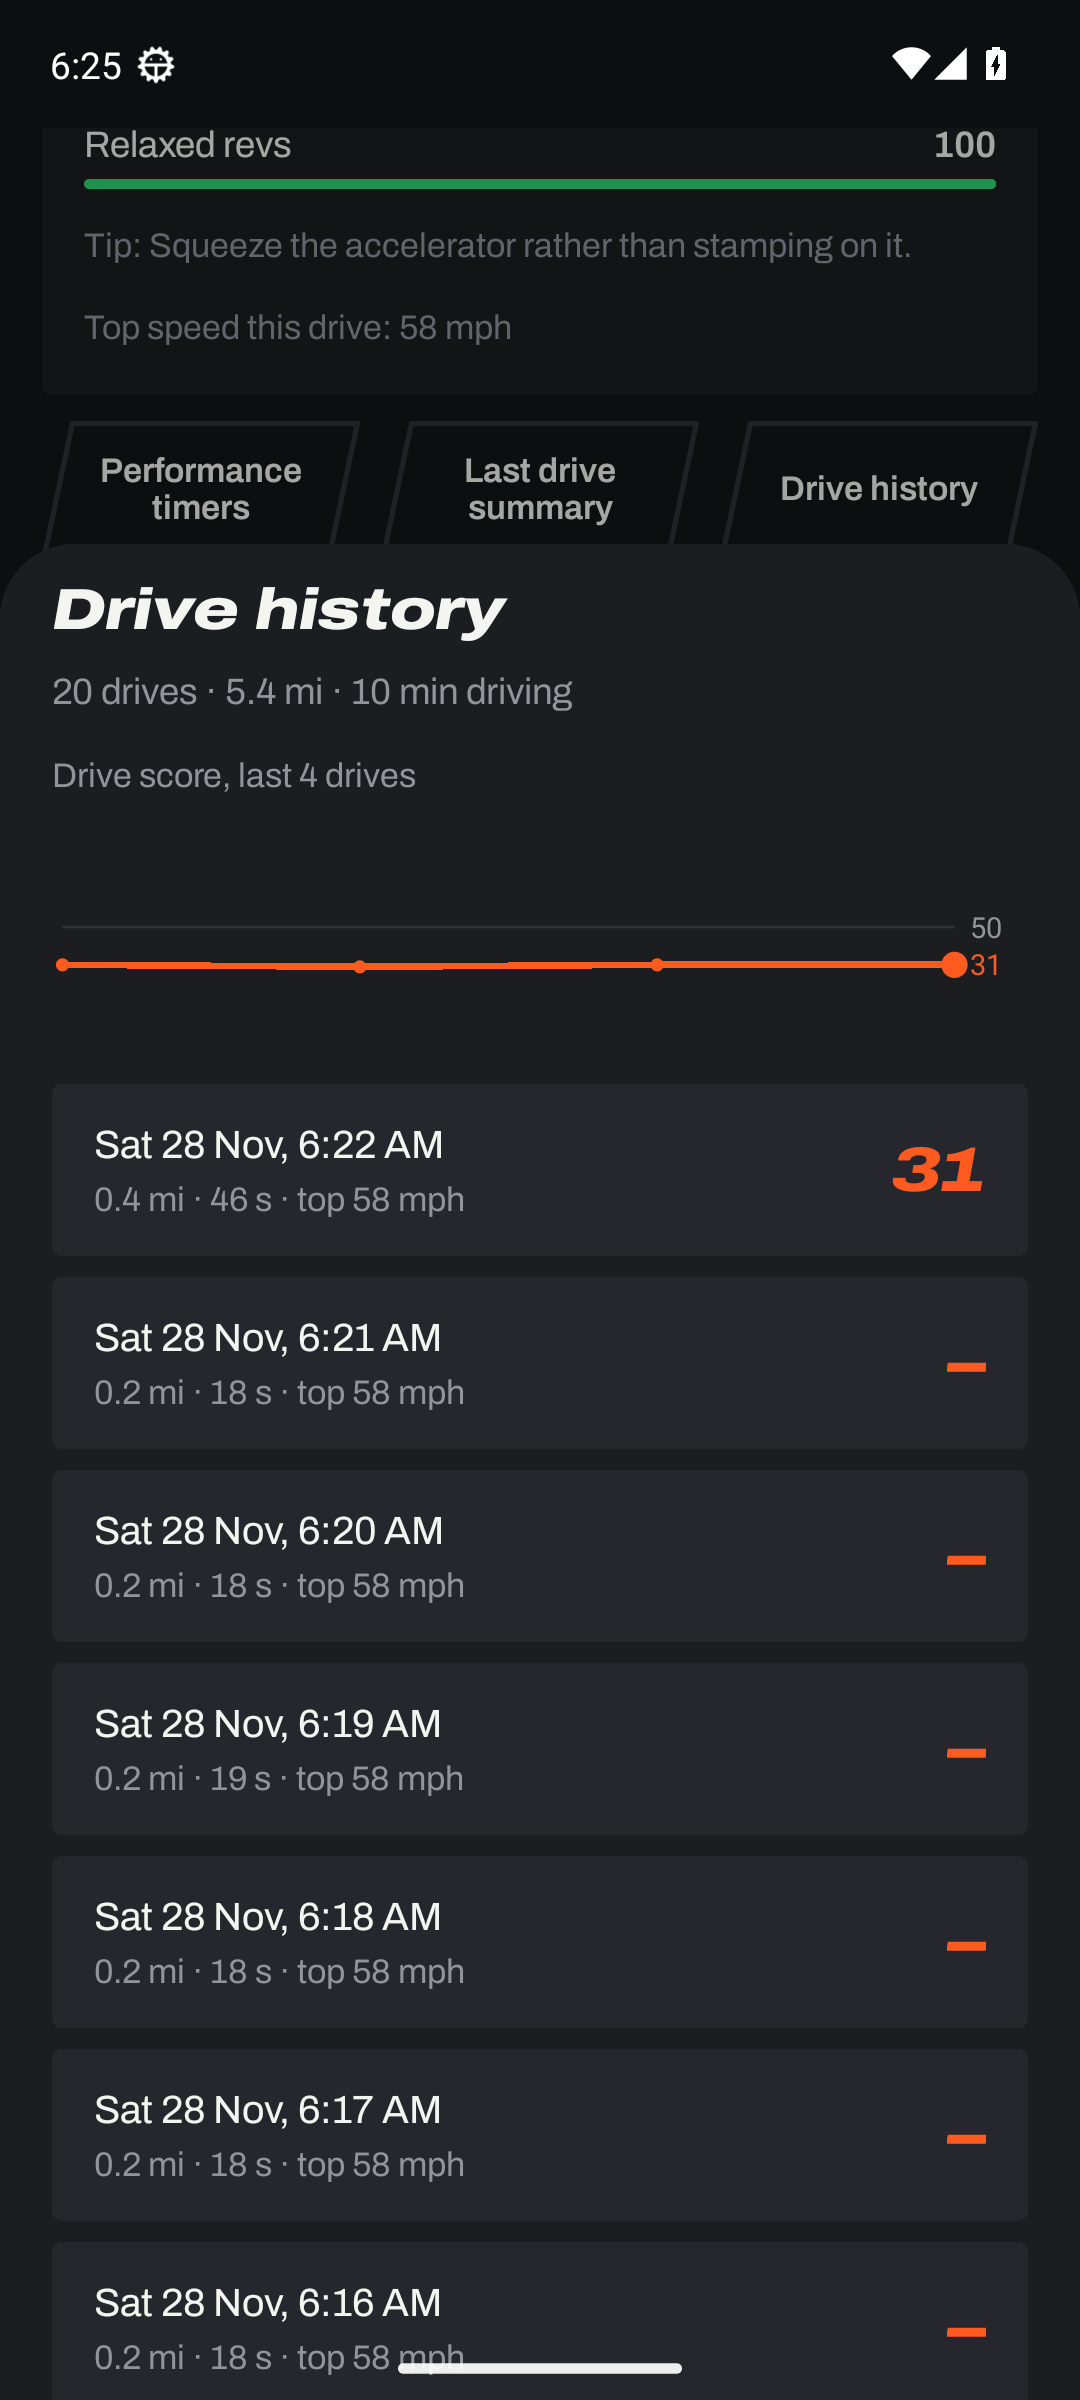 6:25
Relaxed revs 100
Tip: Squeeze the accelerator rather than stamping on it.
Top speed this drive: 58 mph
Performance
timers
Last drive
summary
Drive history
Drive history
20 drives · 5.4 mi · 10 min driving
Drive score, last 4 drives
50
31
Sat 28 Nov, 6:22 AM
0.4 mi · 46 s · top 58 mph
31
Sat 28 Nov, 6:21 AM
0.2 mi · 18 s · top 58 mph
–
Sat 28 Nov, 6:20 AM
0.2 mi · 18 s · top 58 mph
–
Sat 28 Nov, 6:19 AM
0.2 mi · 19 s · top 58 mph
–
Sat 28 Nov, 6:18 AM
0.2 mi · 18 s · top 58 mph
–
Sat 28 Nov, 6:17 AM
0.2 mi · 18 s · top 58 mph
–
Sat 28 Nov, 6:16 AM
0.2 mi · 18 s · top 58 mph
–